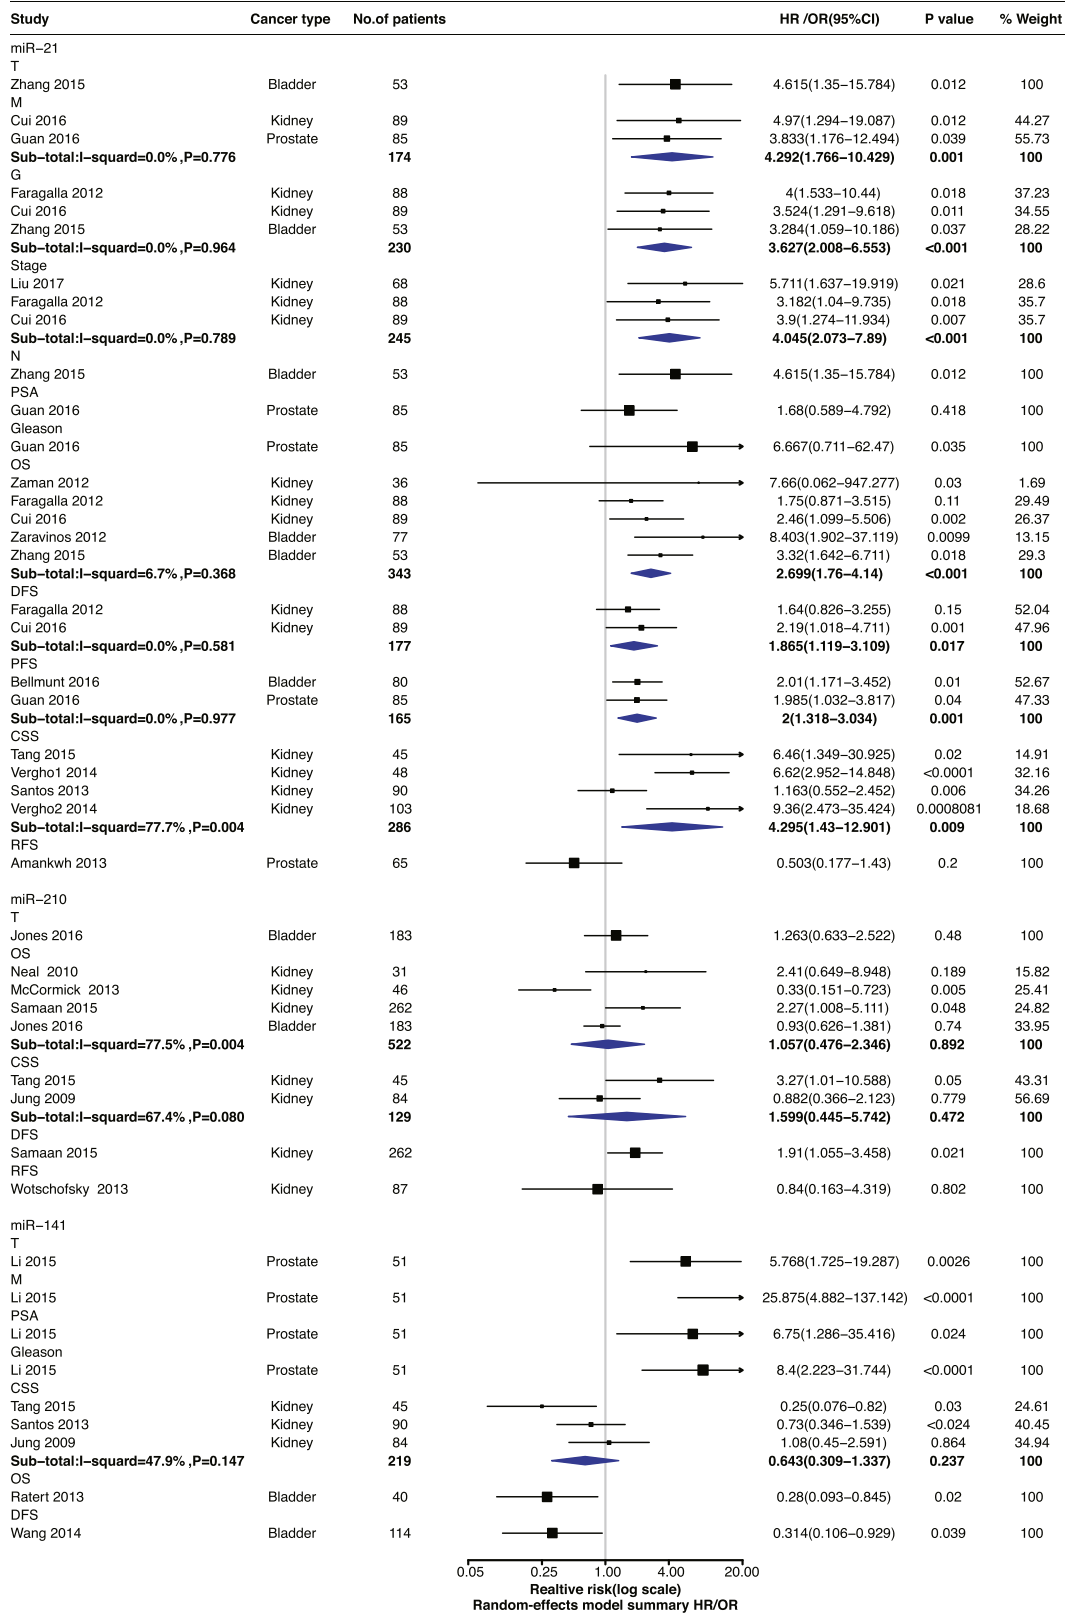 Study Cancer type No.of patients HR /OR(95%CI) P value % Weight
miR−21
T
Zhang 2015 Bladder 53 4.615(1.35−15.784) 0.012 100
M
Cui 2016 Kidney 89 4.97(1.294−19.087) 0.012 44.27
Guan 2016 Prostate 85 3.833(1.176−12.494) 0.039 55.73
Sub−total:I−squard=0.0% ,P=0.776 174 4.292(1.766−10.429) 0.001 100
G
Faragalla 2012 Kidney 88 4(1.533−10.44) 0.018 37.23
Cui 2016 Kidney 89 3.524(1.291−9.618) 0.011 34.55
Zhang 2015 Bladder 53 3.284(1.059−10.186) 0.037 28.22
Sub−total:I−squard=0.0% ,P=0.964 230 3.627(2.008−6.553) <0.001 100
Stage
Liu 2017 Kidney 68 5.711(1.637−19.919) 0.021 28.6
Faragalla 2012 Kidney 88 3.182(1.04−9.735) 0.018 35.7
Cui 2016 Kidney 89 3.9(1.274−11.934) 0.007 35.7
Sub−total:I−squard=0.0% ,P=0.789 245 4.045(2.073−7.89) <0.001 100
N
Zhang 2015 Bladder 53 4.615(1.35−15.784) 0.012 100
PSA
Guan 2016 Prostate 85 1.68(0.589−4.792) 0.418 100
Gleason
Guan 2016 Prostate 85 6.667(0.711−62.47) 0.035 100
OS
Zaman 2012 Kidney 36 7.66(0.062−947.277) 0.03 1.69
Faragalla 2012 Kidney 88 1.75(0.871−3.515) 0.11 29.49
Cui 2016 Kidney 89 2.46(1.099−5.506) 0.002 26.37
Zaravinos 2012 Bladder 77 8.403(1.902−37.119) 0.0099 13.15
Zhang 2015 Bladder 53 3.32(1.642−6.711) 0.018 29.3
Sub−total:I−squard=6.7% ,P=0.368 343 2.699(1.76−4.14) <0.001 100
DFS
Faragalla 2012 Kidney 88 1.64(0.826−3.255) 0.15 52.04
Cui 2016 Kidney 89 2.19(1.018−4.711) 0.001 47.96
Sub−total:I−squard=0.0% ,P=0.581 177 1.865(1.119−3.109) 0.017 100
PFS
Bellmunt 2016 Bladder 80 2.01(1.171−3.452) 0.01 52.67
Guan 2016 Prostate 85 1.985(1.032−3.817) 0.04 47.33
Sub−total:I−squard=0.0% ,P=0.977 165 2(1.318−3.034) 0.001 100
CSS
Tang 2015 Kidney 45 6.46(1.349−30.925) 0.02 14.91
Vergho1 2014 Kidney 48 6.62(2.952−14.848) <0.0001 32.16
Santos 2013 Kidney 90 1.163(0.552−2.452) 0.006 34.26
Vergho2 2014 Kidney 103 9.36(2.473−35.424) 0.0008081 18.68
Sub−total:I−squard=77.7% ,P=0.004 286 4.295(1.43−12.901) 0.009 100
RFS
Amankwh 2013 Prostate 65 0.503(0.177−1.43) 0.2 100
miR−210
T
Jones 2016 Bladder 183 1.263(0.633−2.522) 0.48 100
OS
Neal 2010 Kidney 31 2.41(0.649−8.948) 0.189 15.82
McCormick 2013 Kidney 46 0.33(0.151−0.723) 0.005 25.41
Samaan 2015 Kidney 262 2.27(1.008−5.111) 0.048 24.82
Jones 2016 Bladder 183 0.93(0.626−1.381) 0.74 33.95
Sub−total:I−squard=77.5% ,P=0.004 522 1.057(0.476−2.346) 0.892 100
CSS
Tang 2015 Kidney 45 3.27(1.01−10.588) 0.05 43.31
Jung 2009 Kidney 84 0.882(0.366−2.123) 0.779 56.69
Sub−total:I−squard=67.4% ,P=0.080 129 1.599(0.445−5.742) 0.472 100
DFS
Samaan 2015 Kidney 262 1.91(1.055−3.458) 0.021 100
RFS
Wotschofsky 2013 Kidney 87 0.84(0.163−4.319) 0.802 100
miR−141
T
Li 2015 Prostate 51 5.768(1.725−19.287) 0.0026 100
M
Li 2015 Prostate 51 25.875(4.882−137.142) <0.0001 100
PSA
Li 2015 Prostate 51 6.75(1.286−35.416) 0.024 100
Gleason
Li 2015 Prostate 51 8.4(2.223−31.744) <0.0001 100
CSS
Tang 2015 Kidney 45 0.25(0.076−0.82) 0.03 24.61
Santos 2013 Kidney 90 0.73(0.346−1.539) <0.024 40.45
Jung 2009 Kidney 84 1.08(0.45−2.591) 0.864 34.94
Sub−total:I−squard=47.9% ,P=0.147 219 0.643(0.309−1.337) 0.237 100
OS
Ratert 2013 Bladder 40 0.28(0.093−0.845) 0.02 100
DFS
Wang 2014 Bladder 114 0.314(0.106−0.929) 0.039 100
0.05 0.25 1.00 4.00 20.00
Realtive risk(log scale)
Random−effects model summary HR/OR